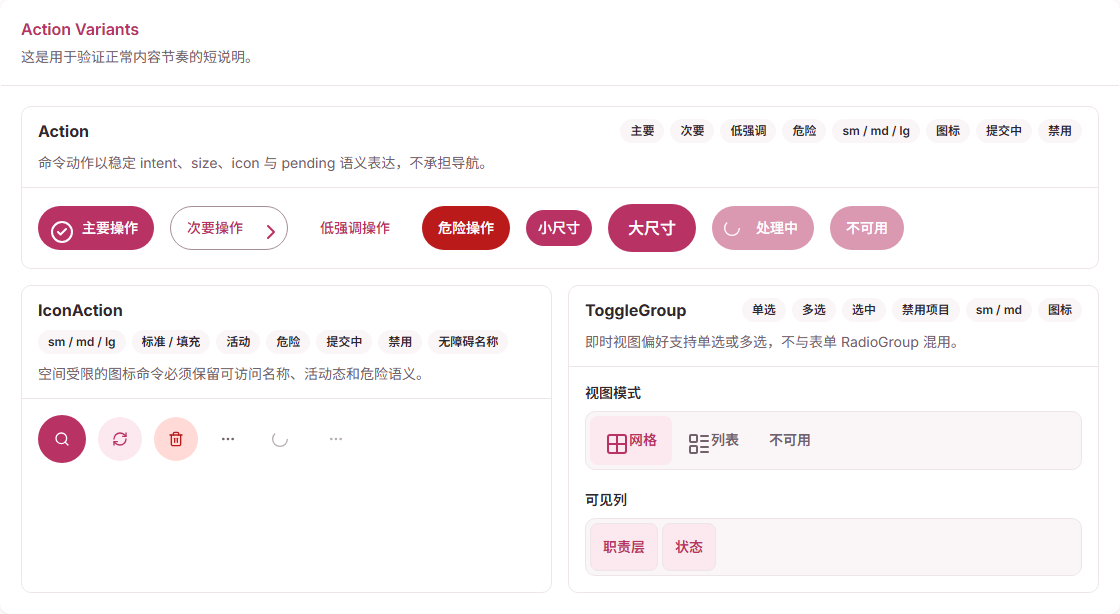 Action Variants
这是用于验证正常内容节奏的短说明。
Action
主要 次要 低强调 危险 sm / md / lg 图标 提交中 禁用
命令动作以稳定 intent、size、icon 与 pending 语义表达，不承担导航。
主要操作 次要操作 低强调操作 危险操作 小尺寸 大尺寸 处理中 不可用
IconAction
sm / md / lg 标准 / 填充 活动 危险 提交中 禁用 无障碍名称
空间受限的图标命令必须保留可访问名称、活动态和危险语义。
ToggleGroup
单选 多选 选中 禁用项目 sm / md 图标
即时视图偏好支持单选或多选，不与表单 RadioGroup 混用。
视图模式
网格 列表 不可用
可见列
职责层 状态